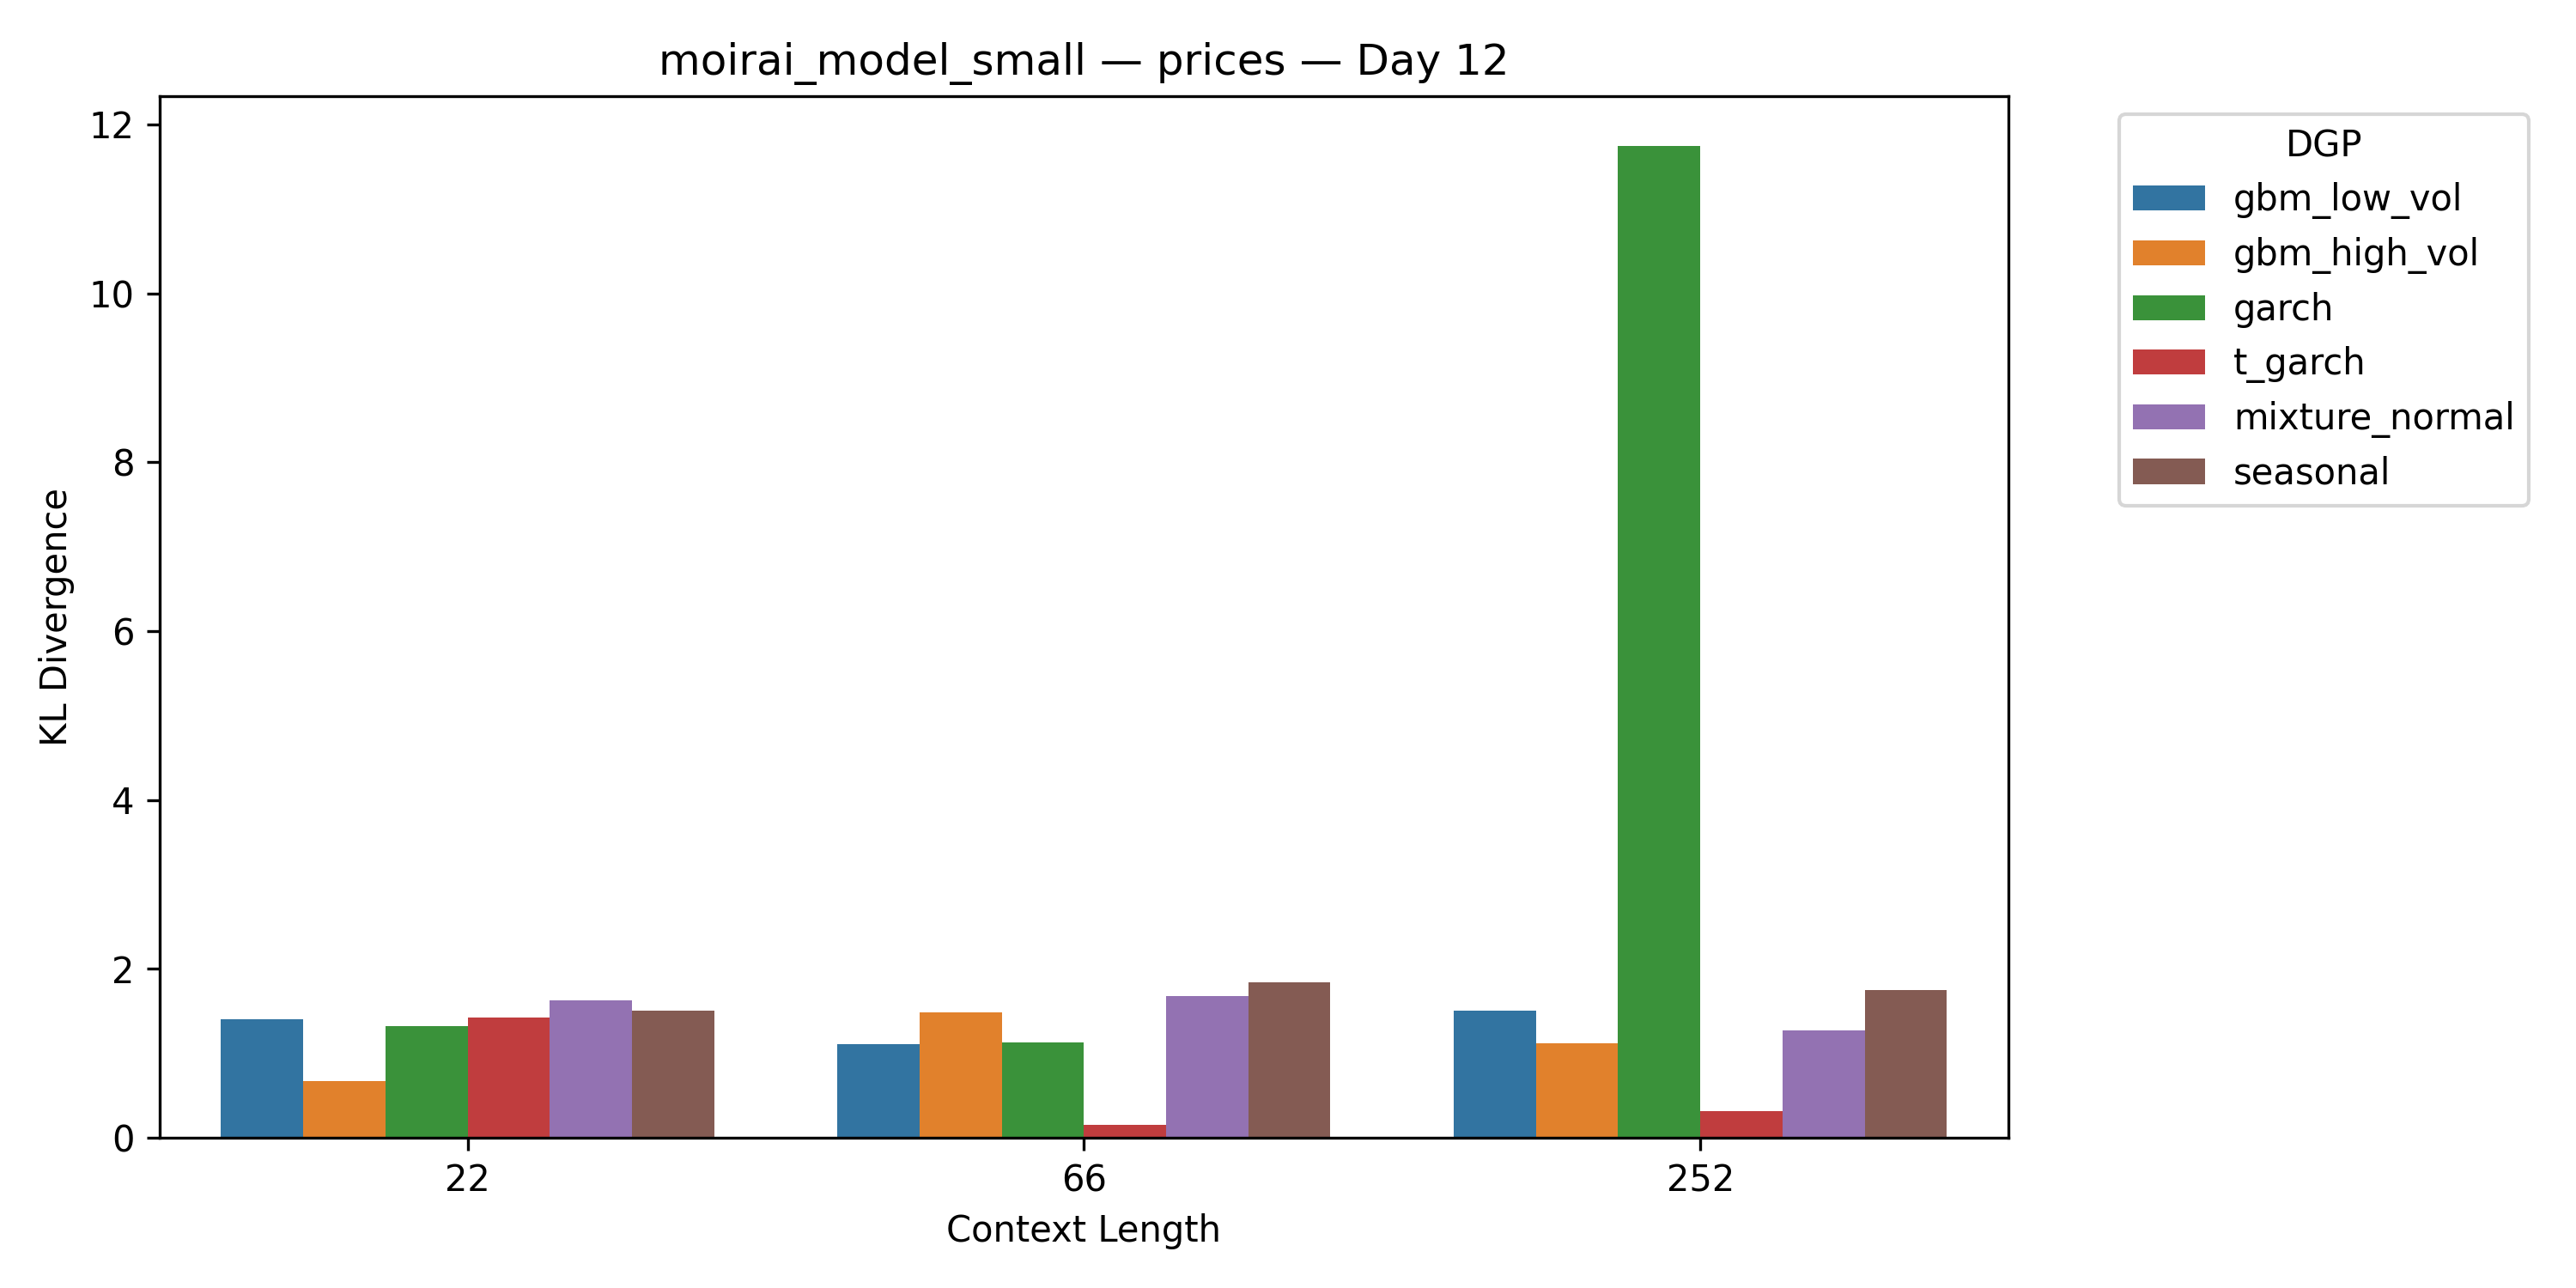 moirai_model_small — prices — Day 12
12
10
8
6
4
2
0
KL Divergence
22
66
252
Context Length
DGP
gbm_low_vol
gbm_high_vol
garch
t_garch
mixture_normal
seasonal